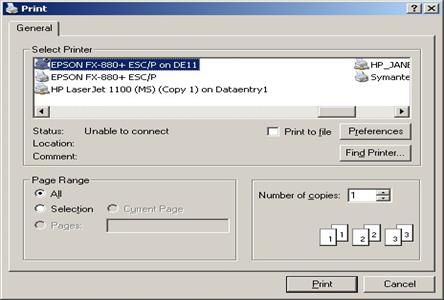 Print
General
Select Printer
EPSON FX-880+ ESC/P on DE11
HP_JANE
EPSON FX-880+ ESC/P
Symante
HP LaserJet 1100 (MS) (Copy 1) on Dataentry1
Status: Unable to connect
Print to file
Preferences
Location:
Comment:
Find Printer...
Page Range
All
Number of copies: 1
Selection
Current Page
Pages:
1 1 2 2 3 3
Print
Cancel